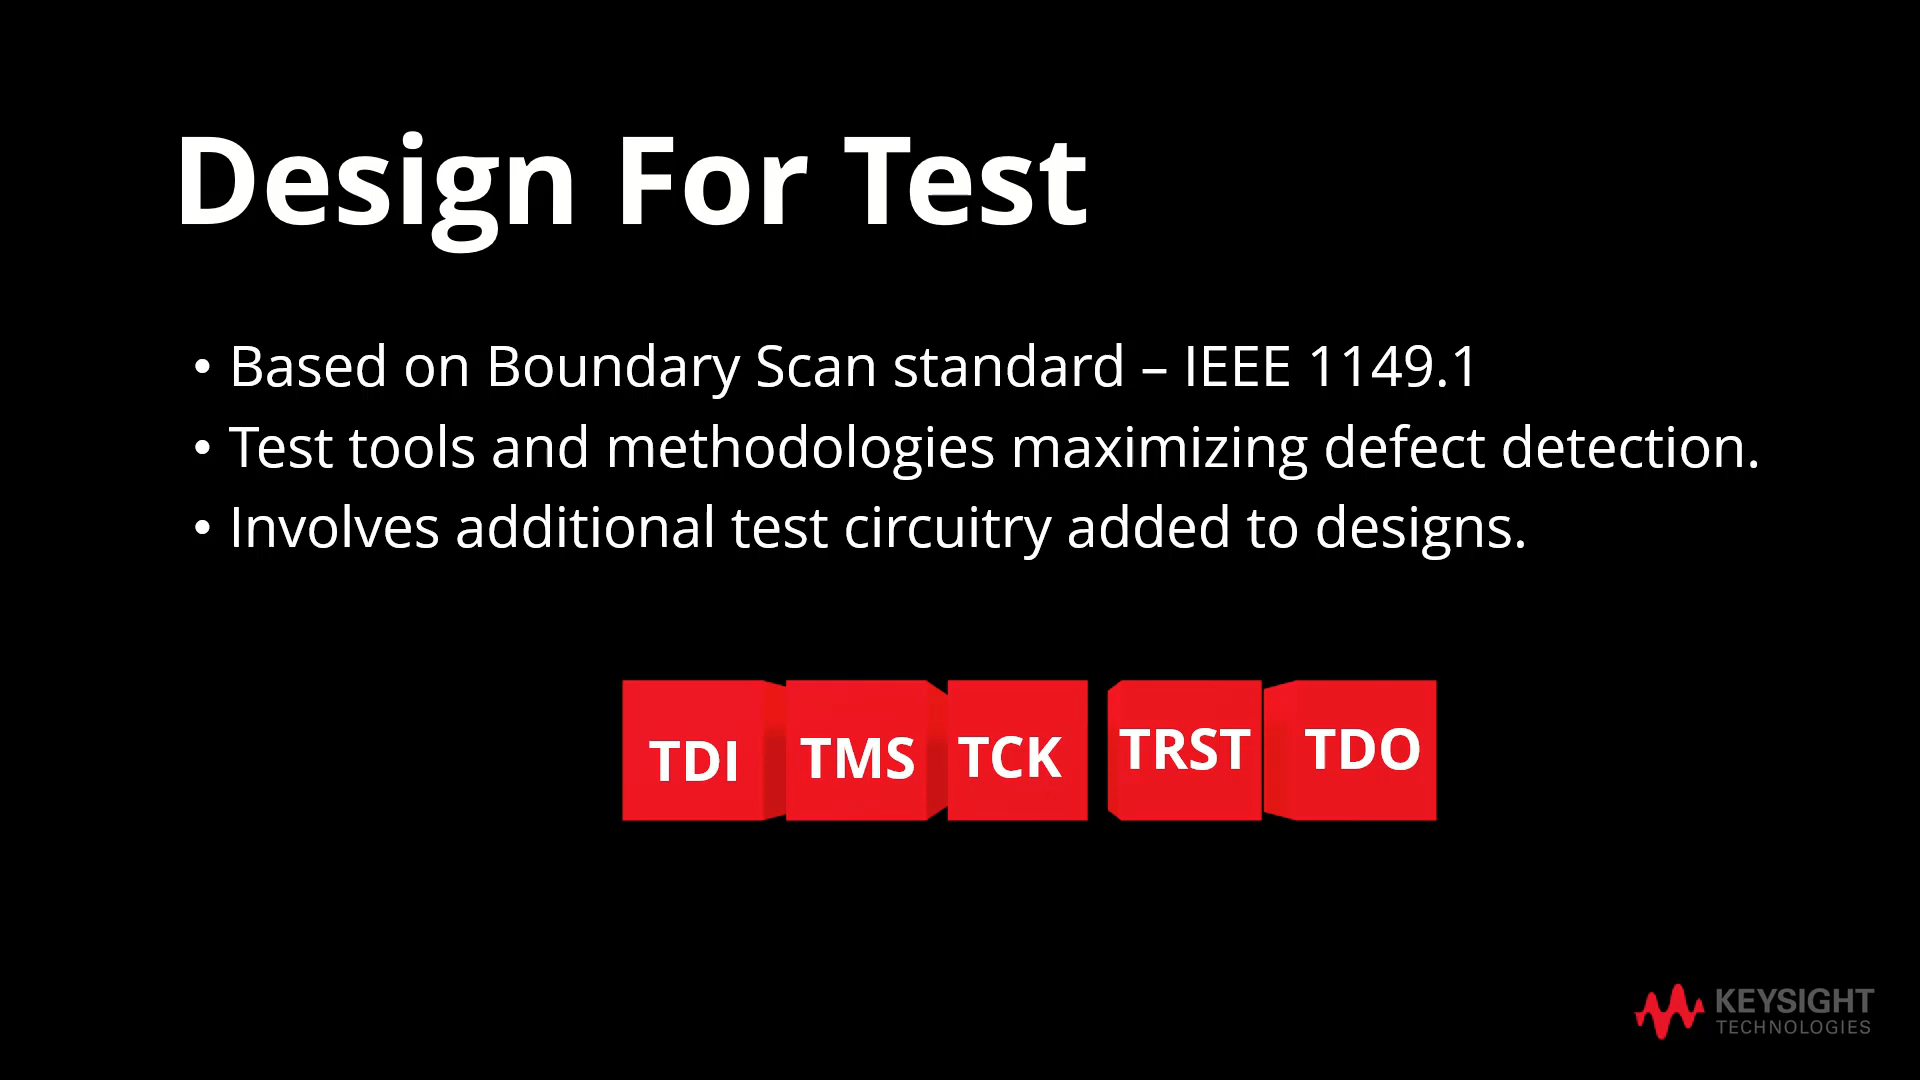 Design For Test
• Based on Boundary Scan standard – IEEE 1149.1
• Test tools and methodologies maximizing defect detection.
• Involves additional test circuitry added to designs.
TDI TMS TCK TRST TDO
KEYSIGHT
TECHNOLOGIES